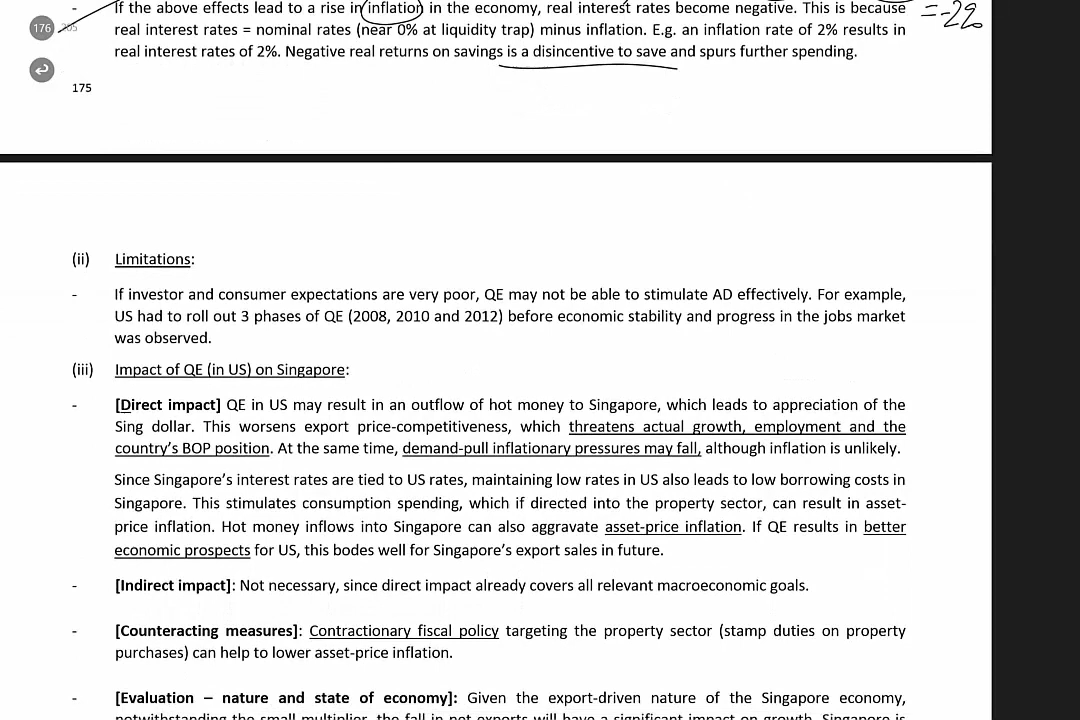 - If the above effects lead to a rise in inflation in the economy, real interest rates become negative. This is because
= -2%
176
real interest rates = nominal rates (near 0% at liquidity trap) minus inflation. E.g. an inflation rate of 2% results in
real interest rates of 2%. Negative real returns on savings is a disincentive to save and spurs further spending.
175
(ii) Limitations:
- If investor and consumer expectations are very poor, QE may not be able to stimulate AD effectively. For example,
US had to roll out 3 phases of QE (2008, 2010 and 2012) before economic stability and progress in the jobs market
was observed.
(iii) Impact of QE (in US) on Singapore:
- [Direct impact] QE in US may result in an outflow of hot money to Singapore, which leads to appreciation of the
Sing dollar. This worsens export price-competitiveness, which threatens actual growth, employment and the
country's BOP position. At the same time, demand-pull inflationary pressures may fall, although inflation is unlikely.
Since Singapore's interest rates are tied to US rates, maintaining low rates in US also leads to low borrowing costs in
Singapore. This stimulates consumption spending, which if directed into the property sector, can result in asset-
price inflation. Hot money inflows into Singapore can also aggravate asset-price inflation. If QE results in better
economic prospects for US, this bodes well for Singapore's export sales in future.
- [Indirect impact]: Not necessary, since direct impact already covers all relevant macroeconomic goals.
- [Counteracting measures]: Contractionary fiscal policy targeting the property sector (stamp duties on property
purchases) can help to lower asset-price inflation.
- [Evaluation – nature and state of economy]: Given the export-driven nature of the Singapore economy,
notwithstanding the small multiplier, the fall in net exports will have a significant impact on growth. Singapore is